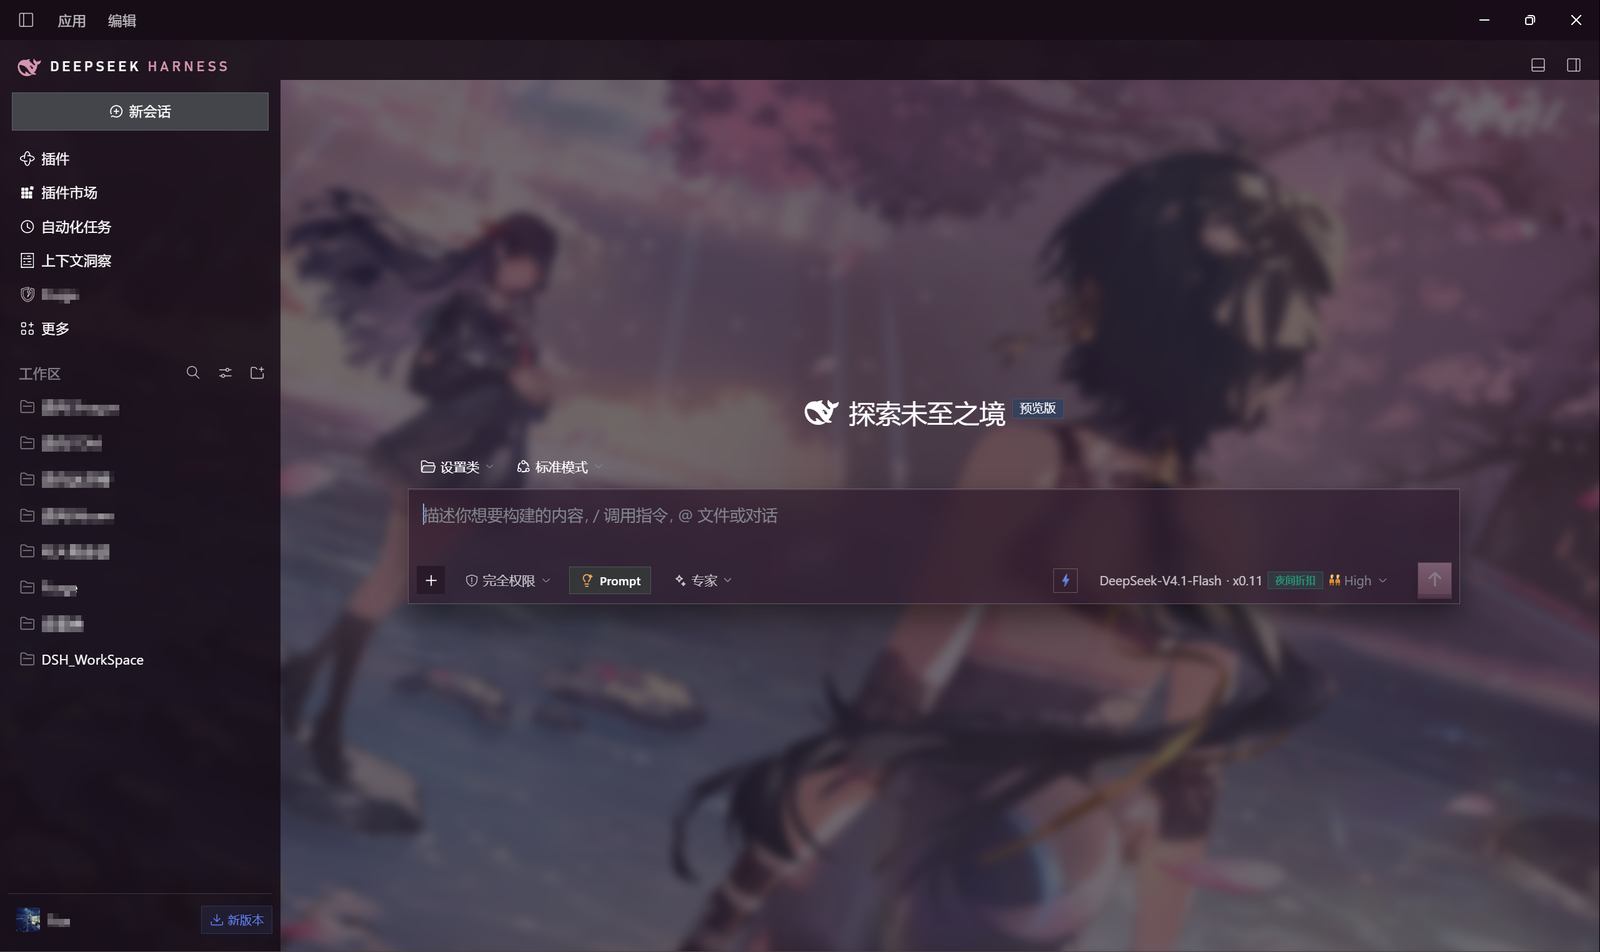 应用 编辑
DEEPSEEK HARNESS
新会话
插件
插件市场
自动化任务
上下文洞察
更多
工作区
DSH_WorkSpace
新版本
探索未至之境 预览版
设置类 标准模式
描述你想要构建的内容, / 调用指令, @ 文件或对话
完全权限 Prompt 专家 DeepSeek-V4.1-Flash · x0.11 夜间折扣 High